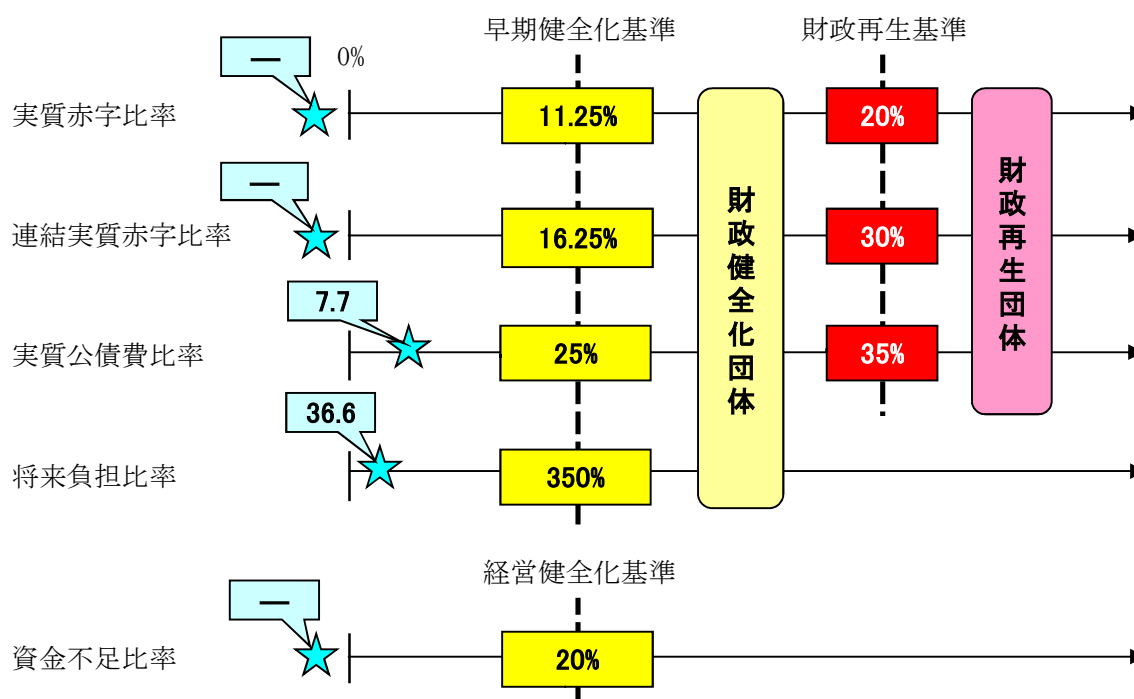 早期健全化基準 財政再生基準
― 0%
実質赤字比率 11.25% 20%
―
連結実質赤字比率 16.25% 30%
7.7
実質公債費比率 25% 35%
36.6
将来負担比率 350%
財政健全化団体
財政再生団体
経営健全化基準
―
資金不足比率 20%